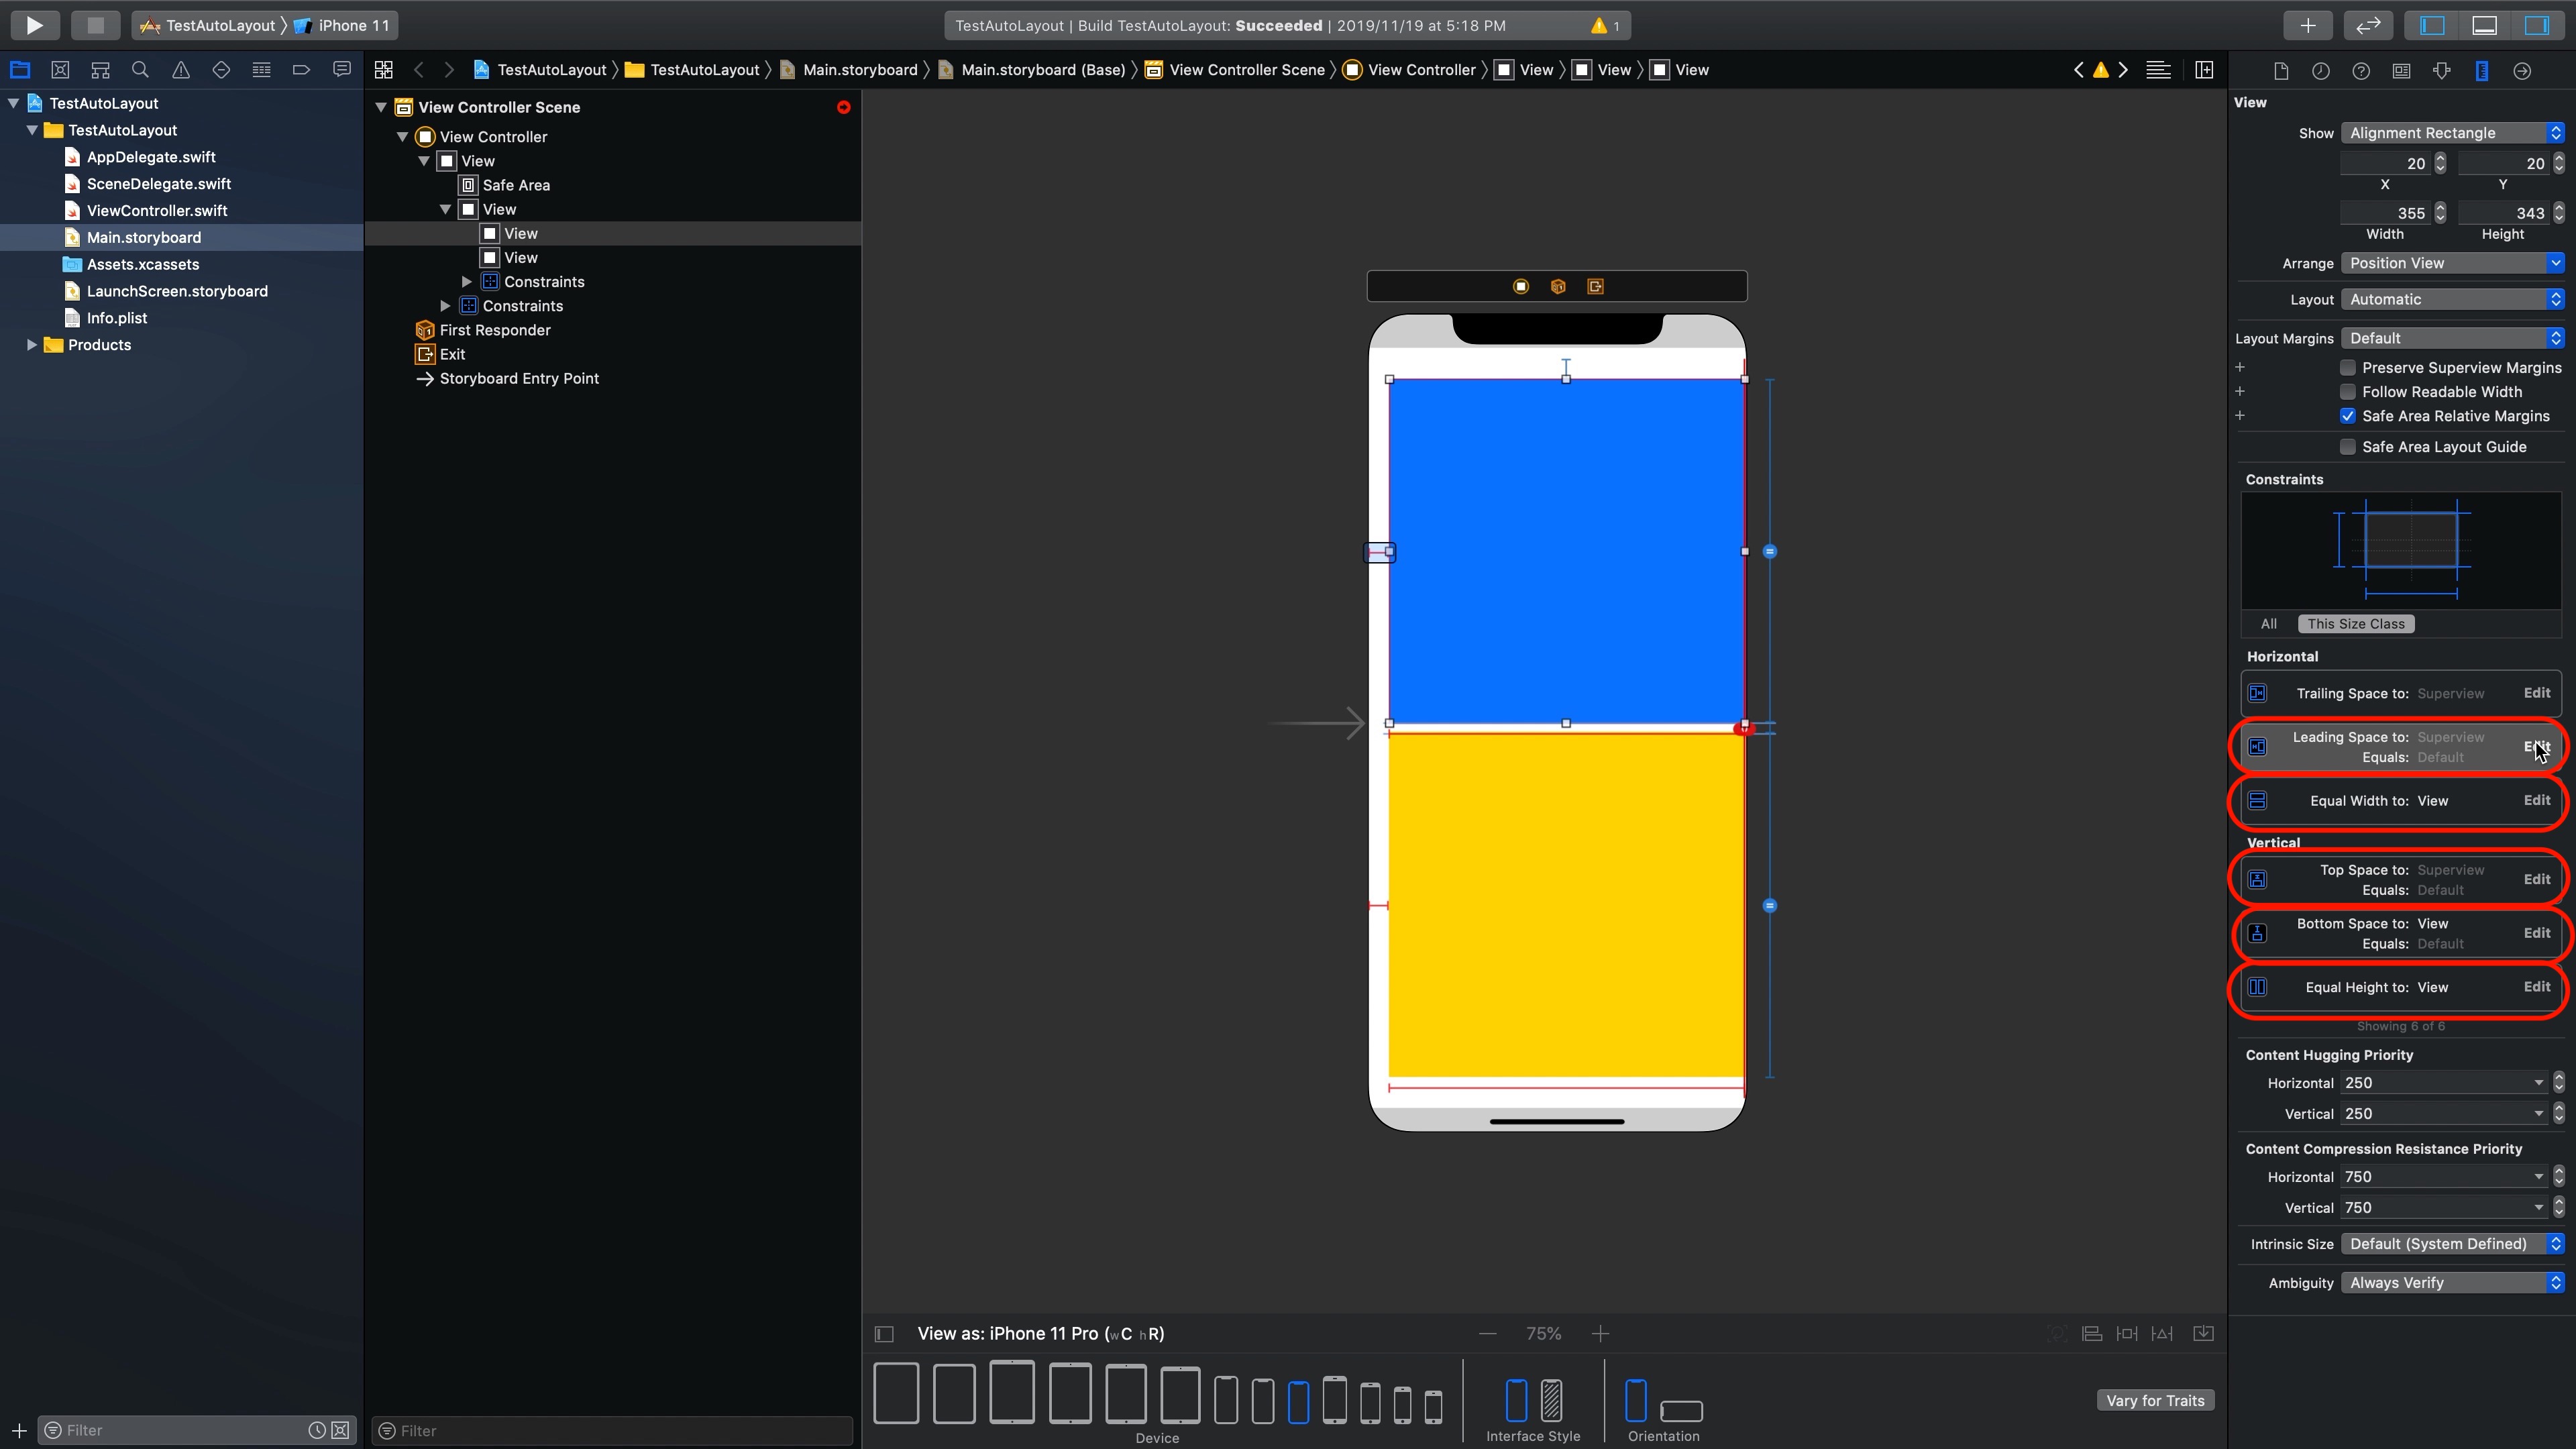 TestAutoLayout 〉 iPhone 11
TestAutoLayout | Build TestAutoLayout: Succeeded | 2019/11/19 at 5:18 PM
1
TestAutoLayout 〉 TestAutoLayout 〉 Main.storyboard 〉 Main.storyboard (Base) 〉 View Controller Scene 〉 View Controller 〉 View 〉 View 〉 View
TestAutoLayout
TestAutoLayout
AppDelegate.swift
SceneDelegate.swift
ViewController.swift
Main.storyboard
Assets.xcassets
LaunchScreen.storyboard
Info.plist
Products
Filter
View Controller Scene
View Controller
View
Safe Area
View
View
View
Constraints
Constraints
First Responder
Exit
Storyboard Entry Point
Filter
View as: iPhone 11 Pro (wC hR)
75%
Device
Interface Style
Orientation
Vary for Traits
View
Show Alignment Rectangle
20 20
X Y
355 343
Width Height
Arrange Position View
Layout Automatic
Layout Margins Default
+ Preserve Superview Margins
+ Follow Readable Width
+ Safe Area Relative Margins
Safe Area Layout Guide
Constraints
All This Size Class
Horizontal
Trailing Space to: Superview Edit
Leading Space to: Superview
Equals: Default
Edit
Equal Width to: View Edit
Vertical
Top Space to: Superview
Equals: Default
Edit
Bottom Space to: View
Equals: Default
Edit
Equal Height to: View Edit
Showing 6 of 6
Content Hugging Priority
Horizontal 250
Vertical 250
Content Compression Resistance Priority
Horizontal 750
Vertical 750
Intrinsic Size Default (System Defined)
Ambiguity Always Verify